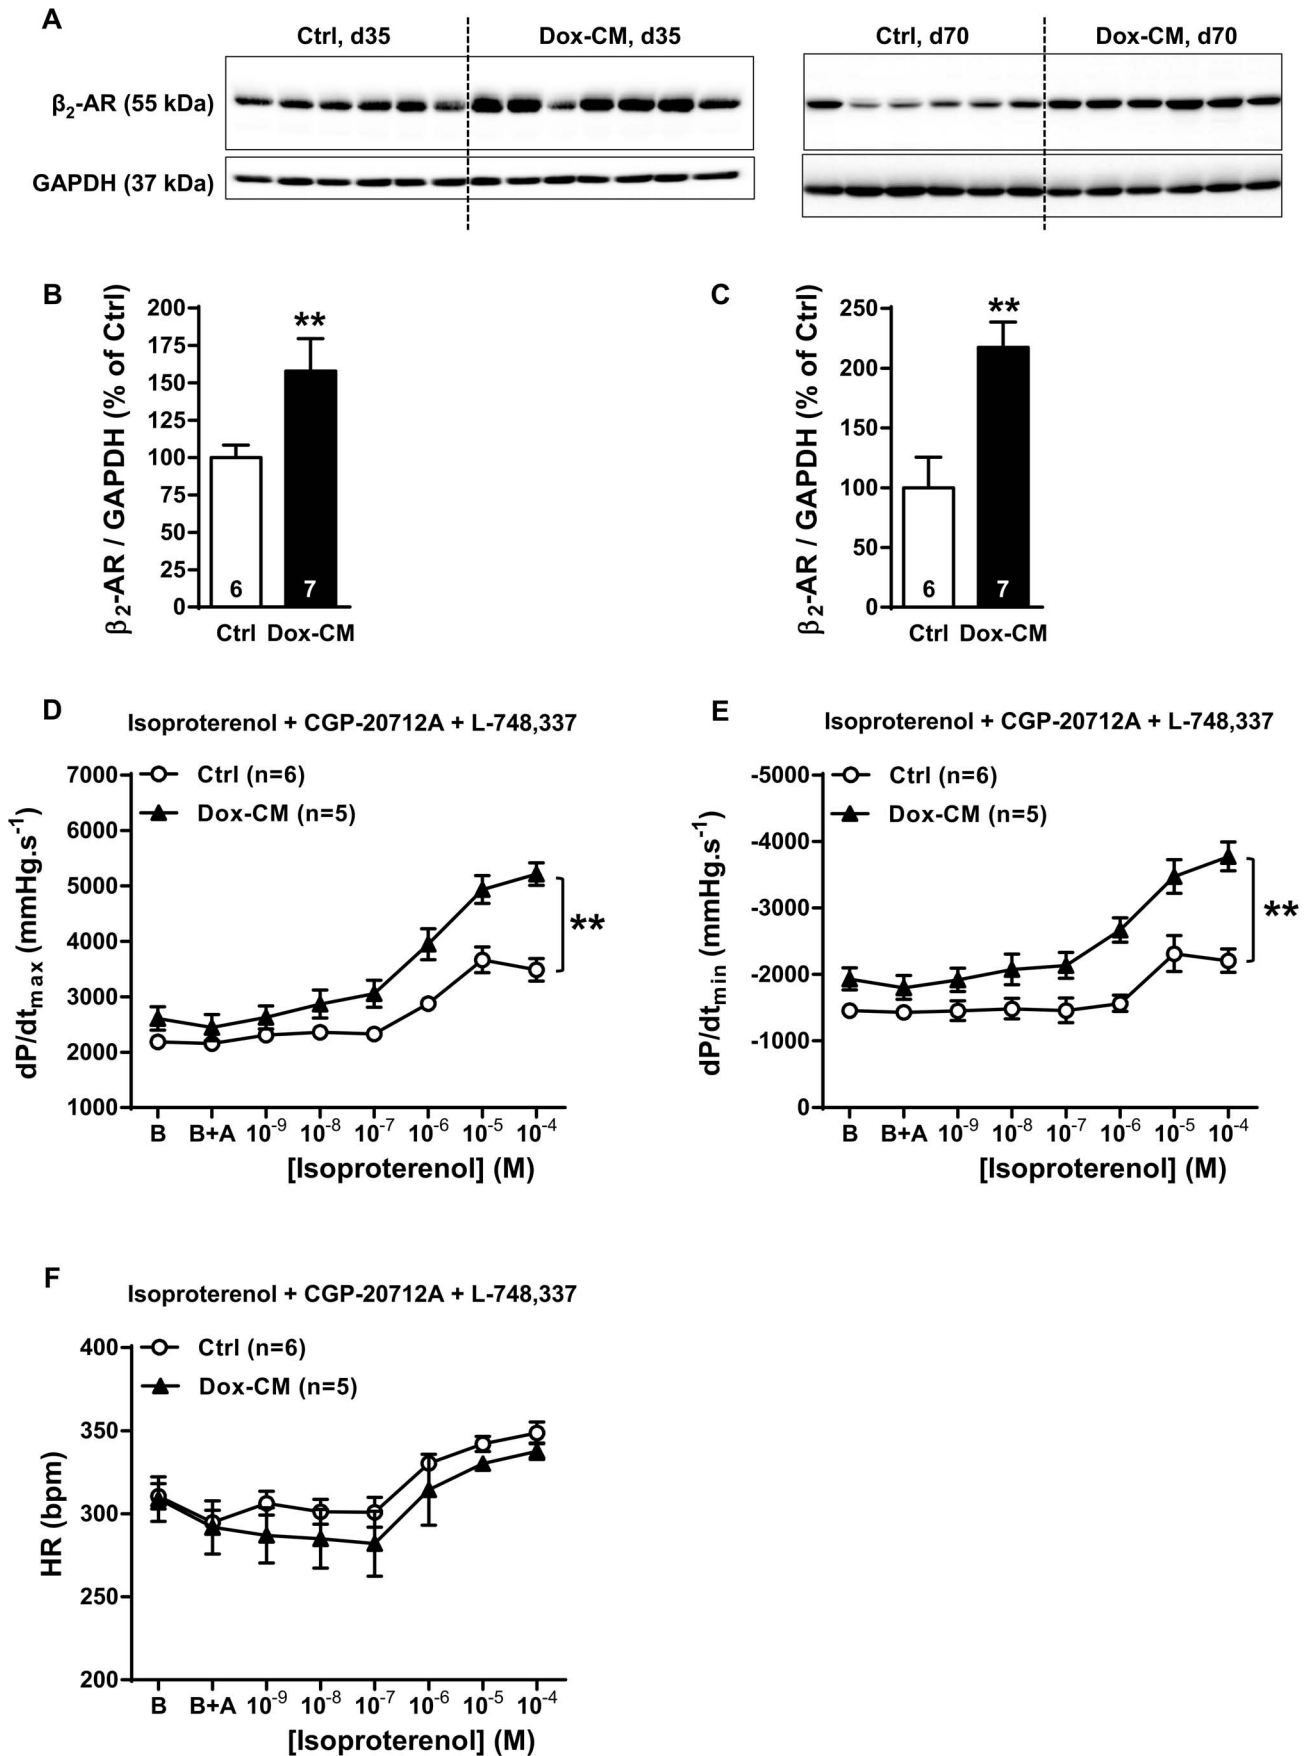 A
Ctrl, d35 Dox-CM, d35 Ctrl, d70 Dox-CM, d70
β2-AR (55 kDa)
GAPDH (37 kDa)
B
β2-AR / GAPDH (% of Ctrl)
200
175
150
125
100
75
50
25
0
**
6 7
Ctrl Dox-CM
C
β2-AR / GAPDH (% of Ctrl)
250
200
150
100
50
0
**
6 7
Ctrl Dox-CM
D
Isoproterenol + CGP-20712A + L-748,337
Ctrl (n=6)
Dox-CM (n=5)
dP/dtmax (mmHg.s-1)
7000
6000
5000
4000
3000
2000
1000
**
B B+A 10-9 10-8 10-7 10-6 10-5 10-4
[Isoproterenol] (M)
E
Isoproterenol + CGP-20712A + L-748,337
Ctrl (n=6)
Dox-CM (n=5)
dP/dtmin (mmHg.s-1)
-5000
-4000
-3000
-2000
-1000
0
**
B B+A 10-9 10-8 10-7 10-6 10-5 10-4
[Isoproterenol] (M)
F
Isoproterenol + CGP-20712A + L-748,337
Ctrl (n=6)
Dox-CM (n=5)
HR (bpm)
400
350
300
250
200
B B+A 10-9 10-8 10-7 10-6 10-5 10-4
[Isoproterenol] (M)